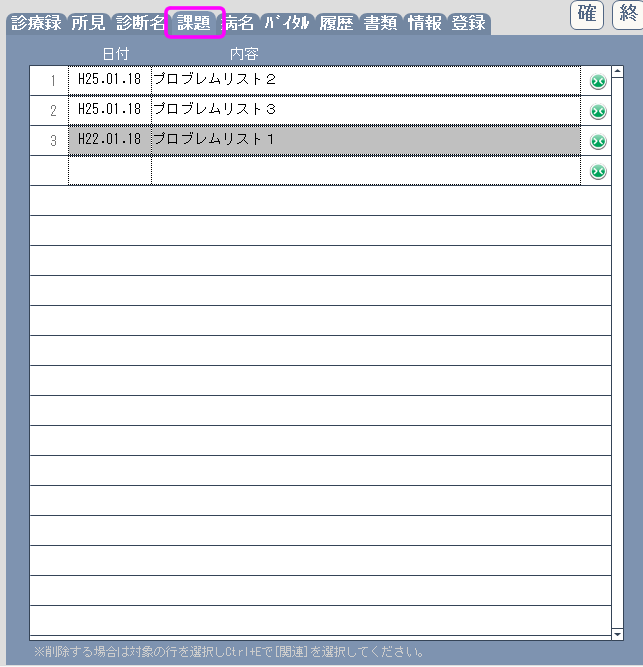 確 終
診療録 所見 診断名 課題 病名 ﾊﾞｲﾀﾙ 履歴 書類 情報 登録
日付 内容
1 H25.01.18 プロブレムリスト２
2 H25.01.18 プロブレムリスト３
3 H22.01.18 プロブレムリスト１
※削除する場合は対象の行を選択しCtrl+Eで[関連]を選択してください。